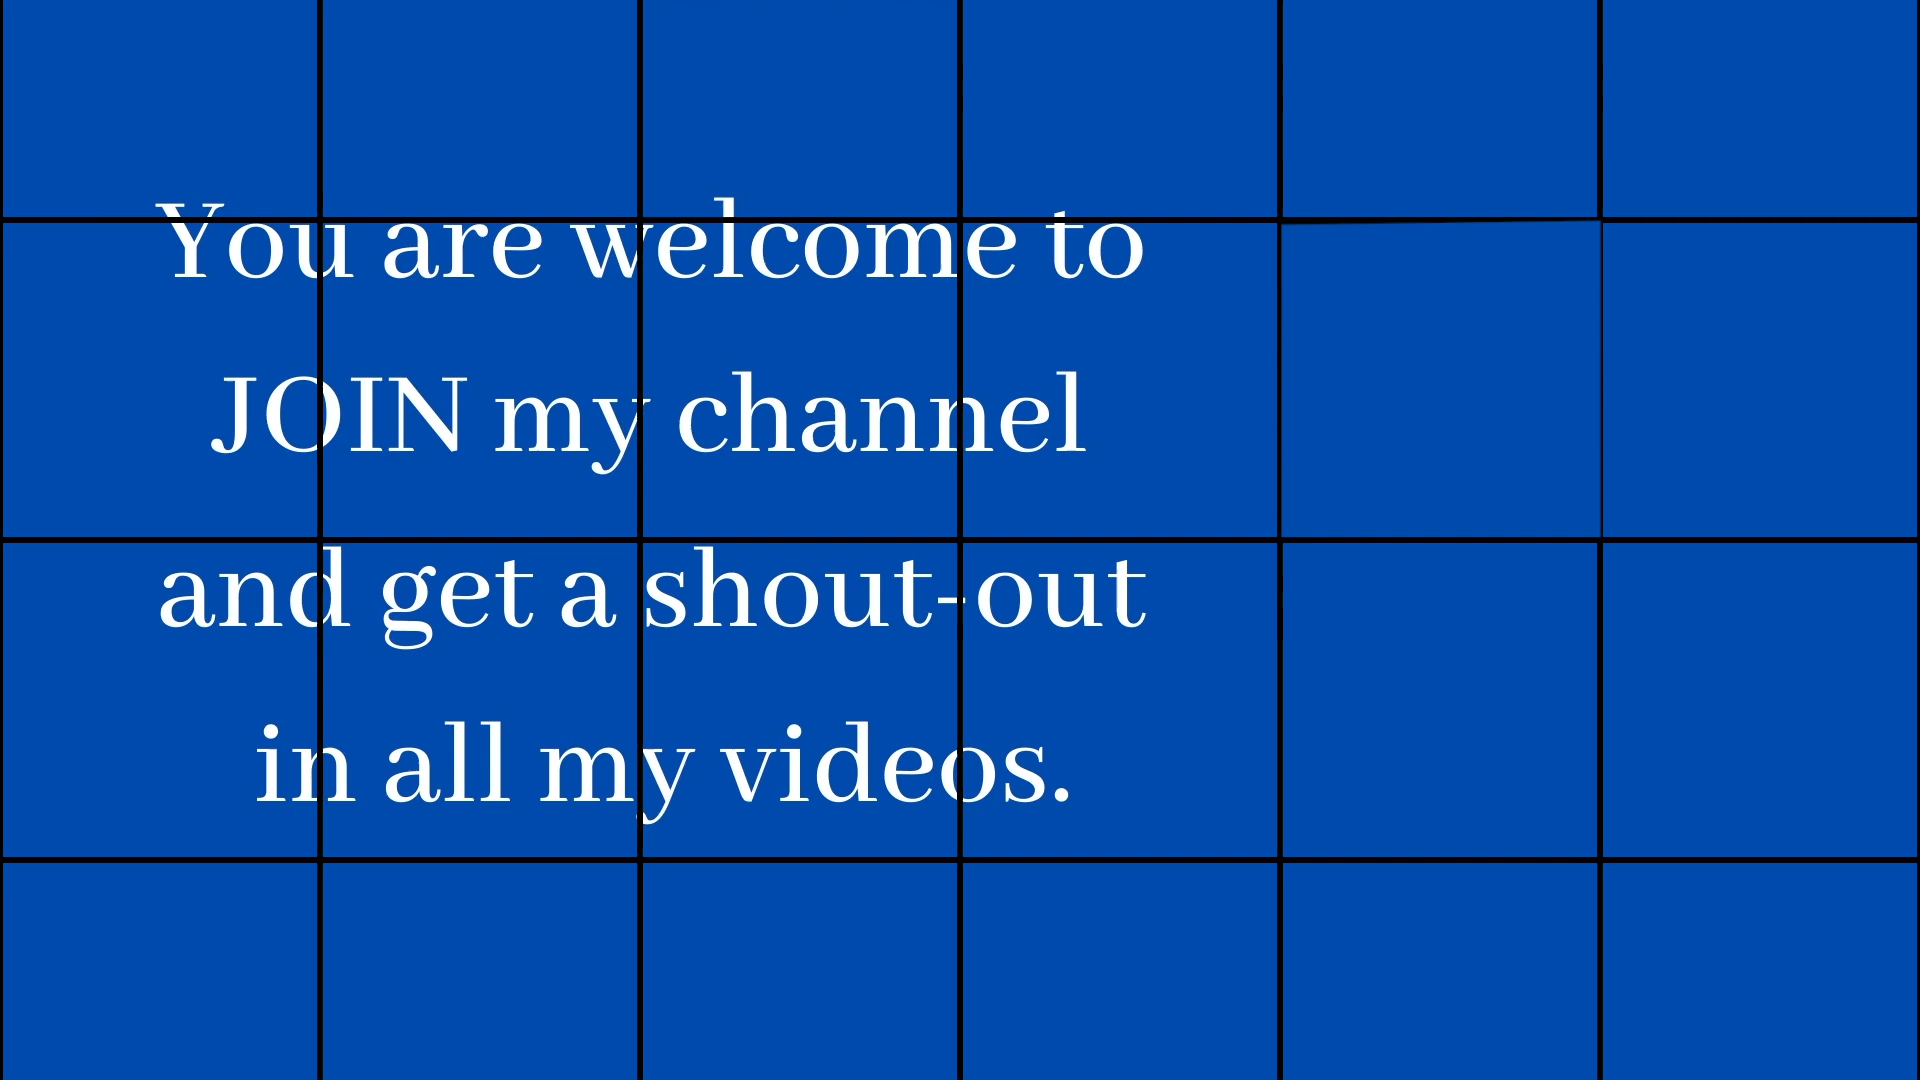 You are welcome to
JOIN my channel
and get a shout-out
in all my videos.